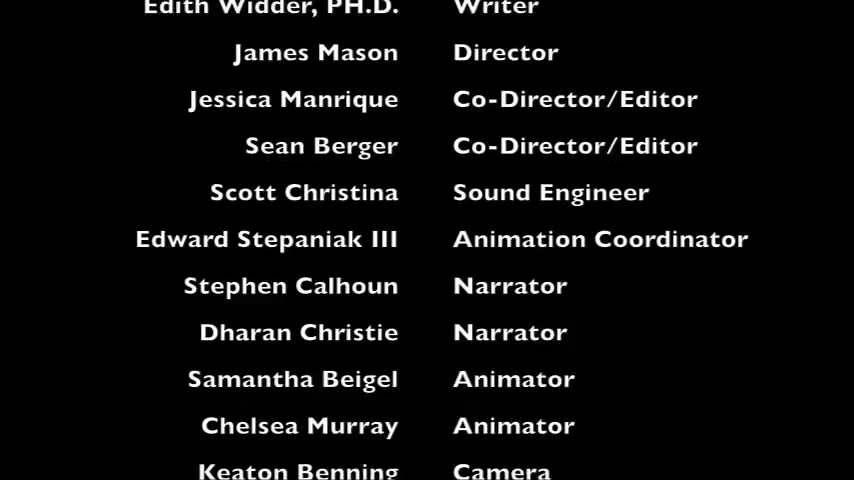 Edith Widder, PH.D. Writer
James Mason Director
Jessica Manrique Co-Director/Editor
Sean Berger Co-Director/Editor
Scott Christina Sound Engineer
Edward Stepaniak III Animation Coordinator
Stephen Calhoun Narrator
Dharan Christie Narrator
Samantha Beigel Animator
Chelsea Murray Animator
Keaton Benning Camera